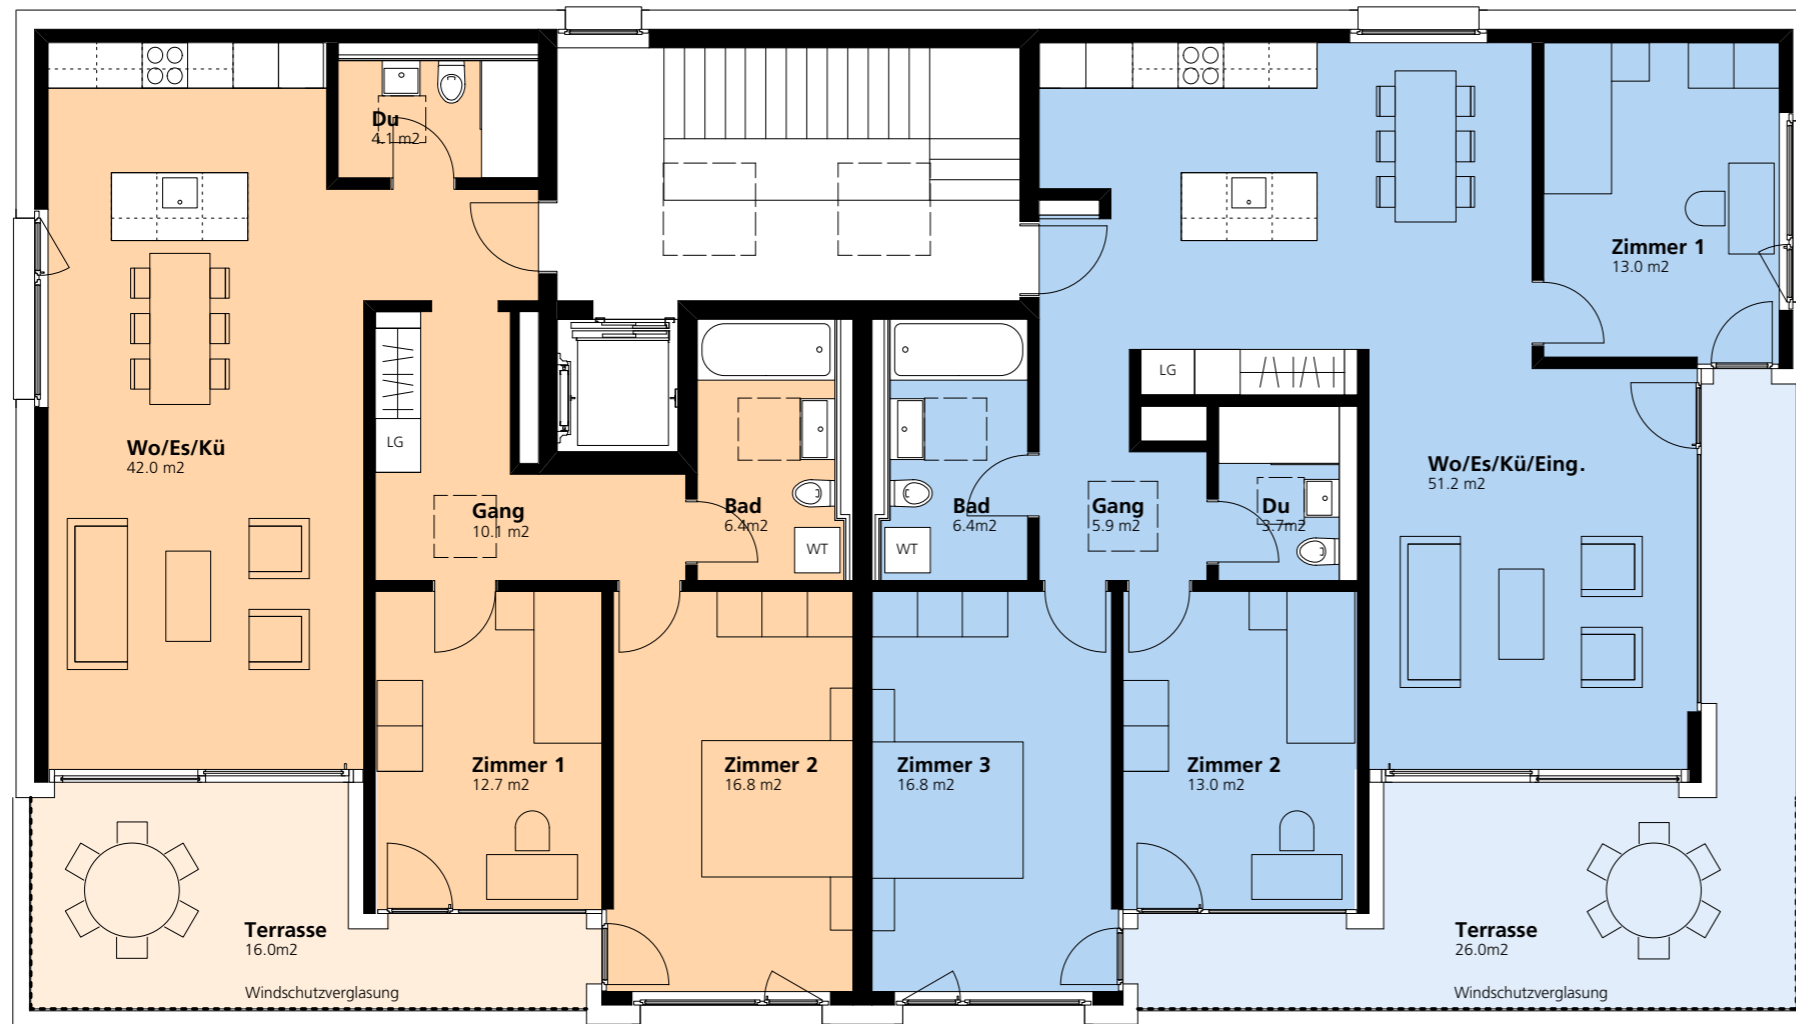 Du
4.1 m2
Zimmer 1
13.0 m2
LG
LG
Wo/Es/Kü
42.0 m2
Wo/Es/Kü/Eing.
51.2 m2
Gang
10.1 m2
Bad
6.4m2
Bad
6.4m2
Gang
5.9 m2
Du
3.7m2
WT
WT
Zimmer 1
12.7 m2
Zimmer 2
16.8 m2
Zimmer 3
16.8 m2
Zimmer 2
13.0 m2
Terrasse
16.0m2
Terrasse
26.0m2
Windschutzverglasung
Windschutzverglasung